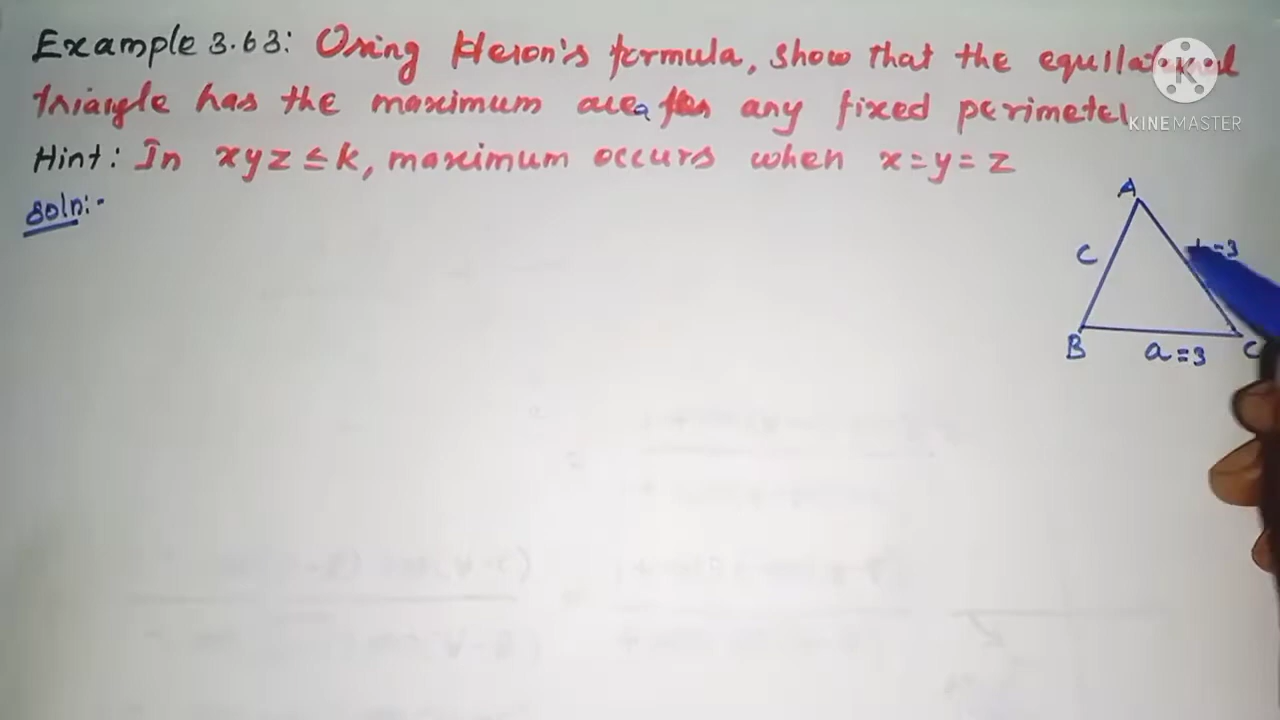 Example 3.63: Using Heron's formula, show that the equilateral
triangle has the maximum area for any fixed perimeter
K
KINEMASTER
Hint: In xyz ≤ k, maximum occurs when x = y = z
Soln:-
A
C
= 3
B
a = 3
C